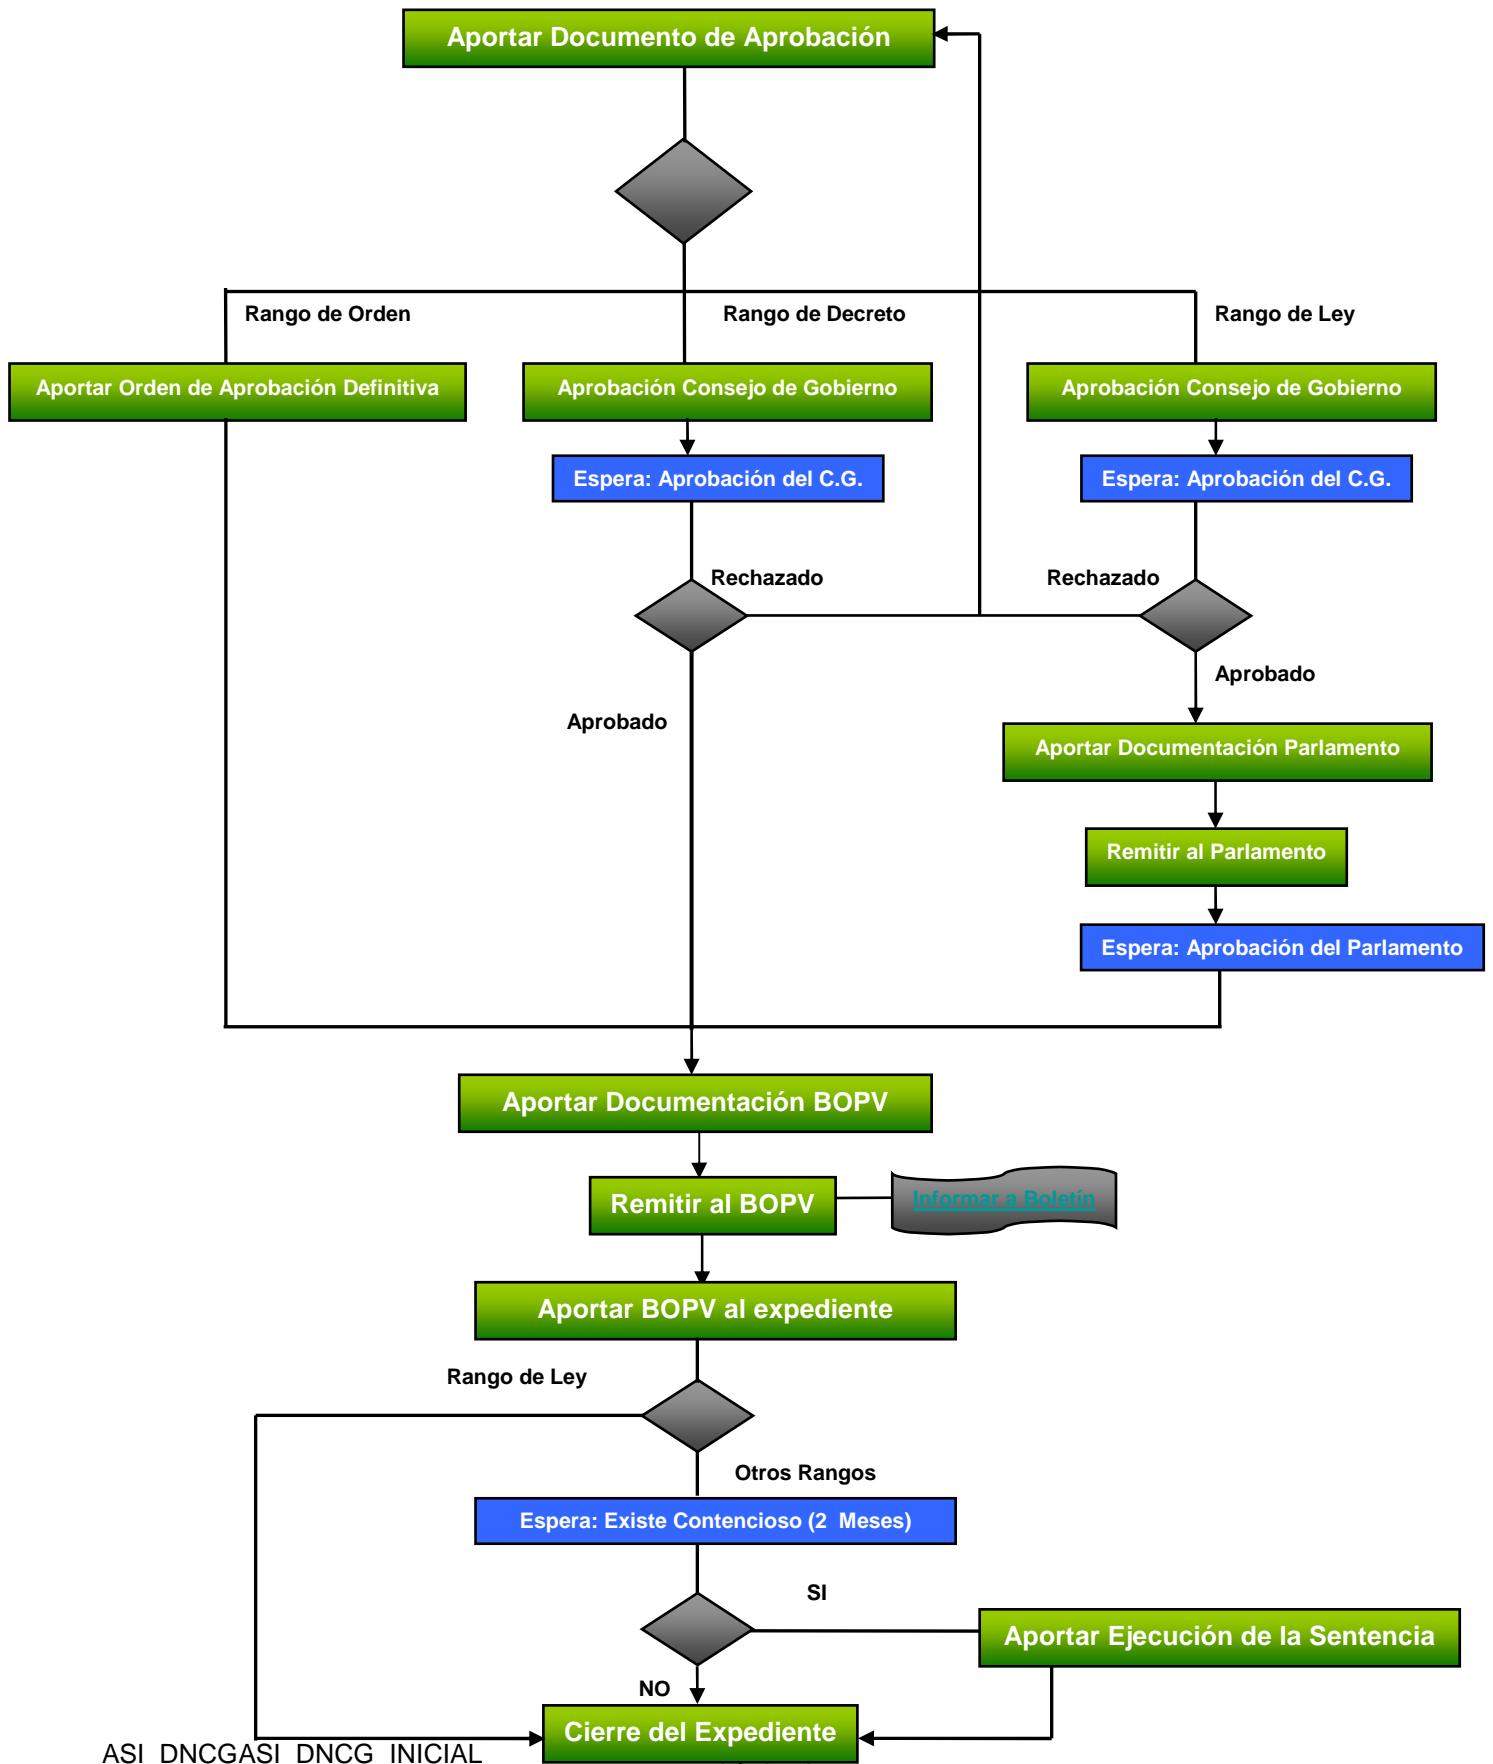 Aportar Documento de Aprobación
Rango de Orden
Rango de Decreto
Rango de Ley
Aportar Orden de Aprobación Definitiva
Aprobación Consejo de Gobierno
Aprobación Consejo de Gobierno
Espera: Aprobación del C.G.
Espera: Aprobación del C.G.
Rechazado
Rechazado
Aprobado
Aprobado
Aportar Documentación Parlamento
Remitir al Parlamento
Espera: Aprobación del Parlamento
Aportar Documentación BOPV
Remitir al BOPV
Informar a Boletín
Aportar BOPV al expediente
Rango de Ley
Otros Rangos
Espera: Existe Contencioso (2 Meses)
SI
Aportar Ejecución de la Sentencia
NO
Cierre del Expediente
ASI_DNCGASI_DNCG_INICIAL